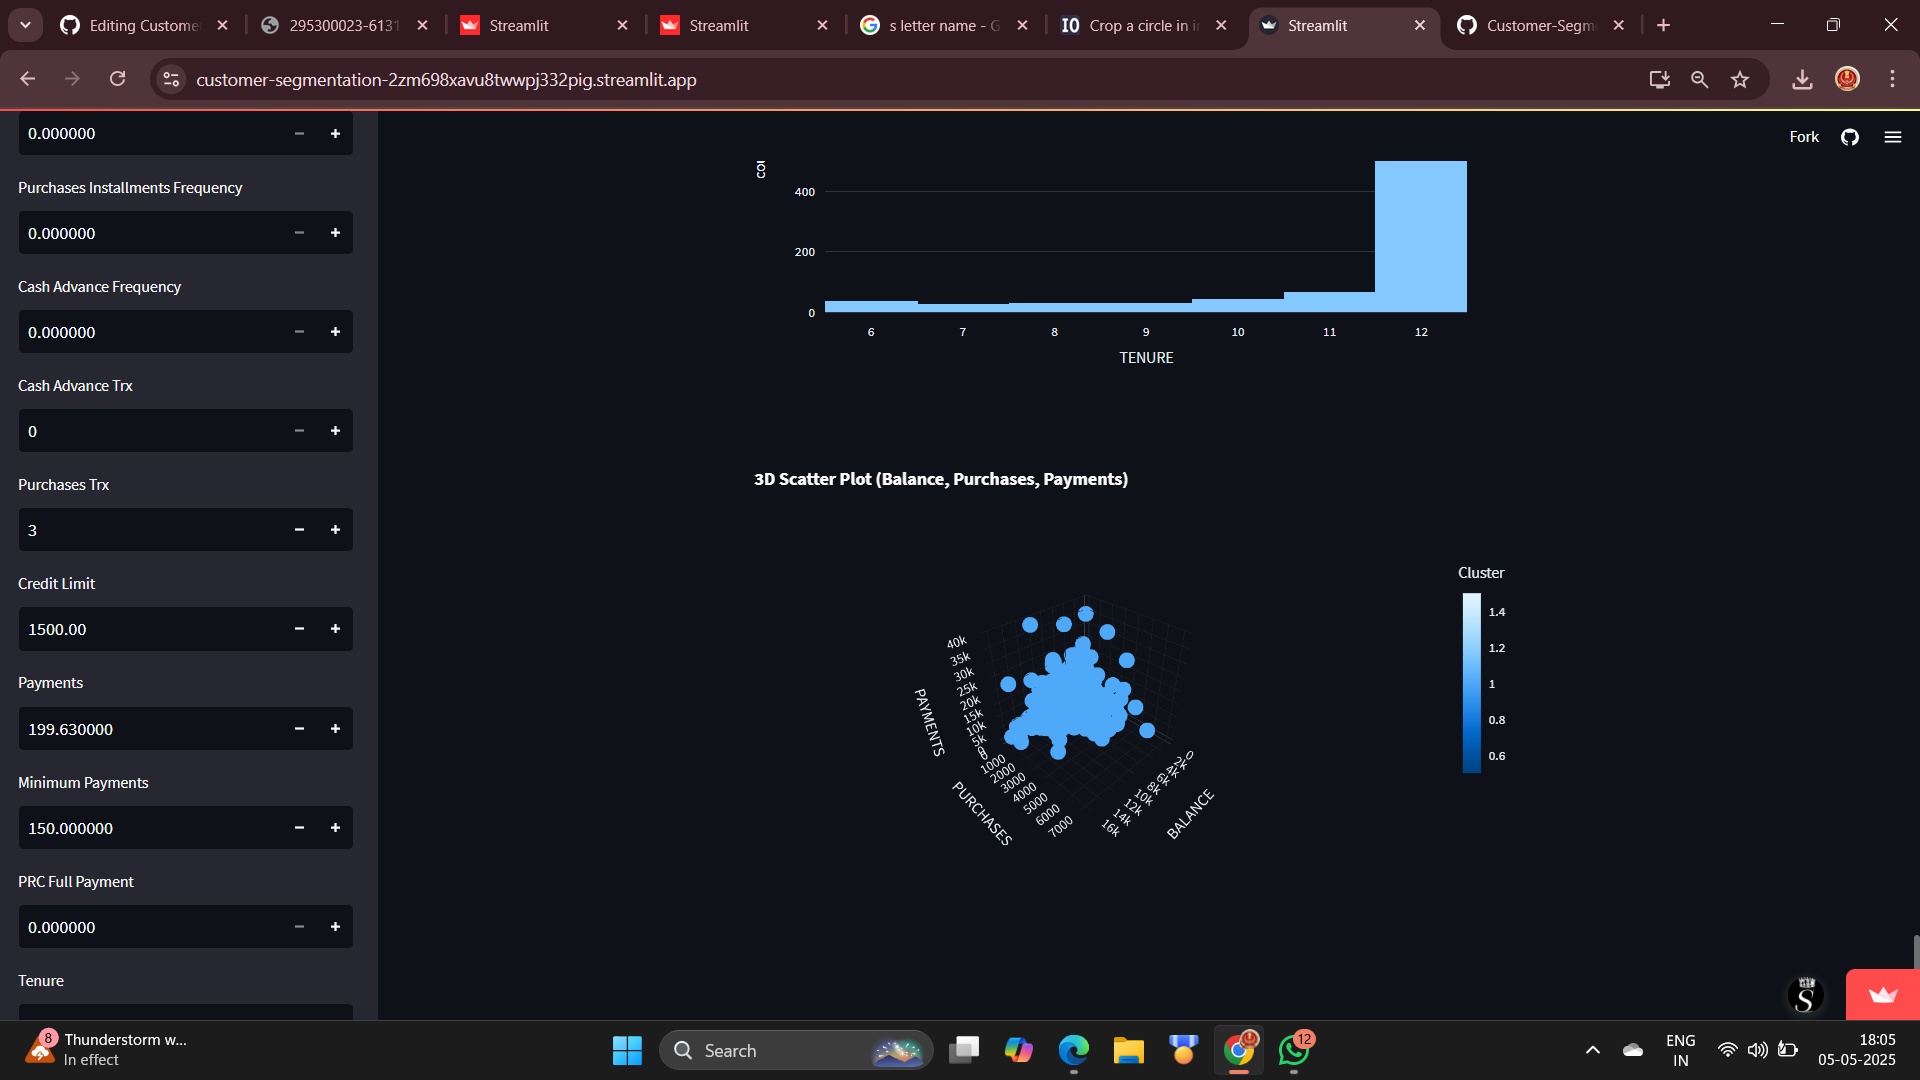 Editing Custome
295300023-6131
Streamlit
Streamlit
s letter name - G
Crop a circle in i
Streamlit
Customer-Segm
customer-segmentation-2zm698xavu8twwpj332pig.streamlit.app
Fork
0.000000
Purchases Installments Frequency
0.000000
Cash Advance Frequency
0.000000
Cash Advance Trx
0
Purchases Trx
3
Credit Limit
1500.00
Payments
199.630000
Minimum Payments
150.000000
PRC Full Payment
0.000000
Tenure
400
200
0
6 7 8 9 10 11 12
TENURE
3D Scatter Plot (Balance, Purchases, Payments)
Cluster
1.4
1.2
1
0.8
0.6
40k
35k
30k
25k
20k
15k
10k
5k
0
PAYMENTS
0
1000
2000
3000
4000
5000
6000
7000
PURCHASES
0
2k
4k
6k
8k
10k
12k
14k
16k
BALANCE
S
8
Thunderstorm w...
In effect
Search
12
ENG
IN
18:05
05-05-2025